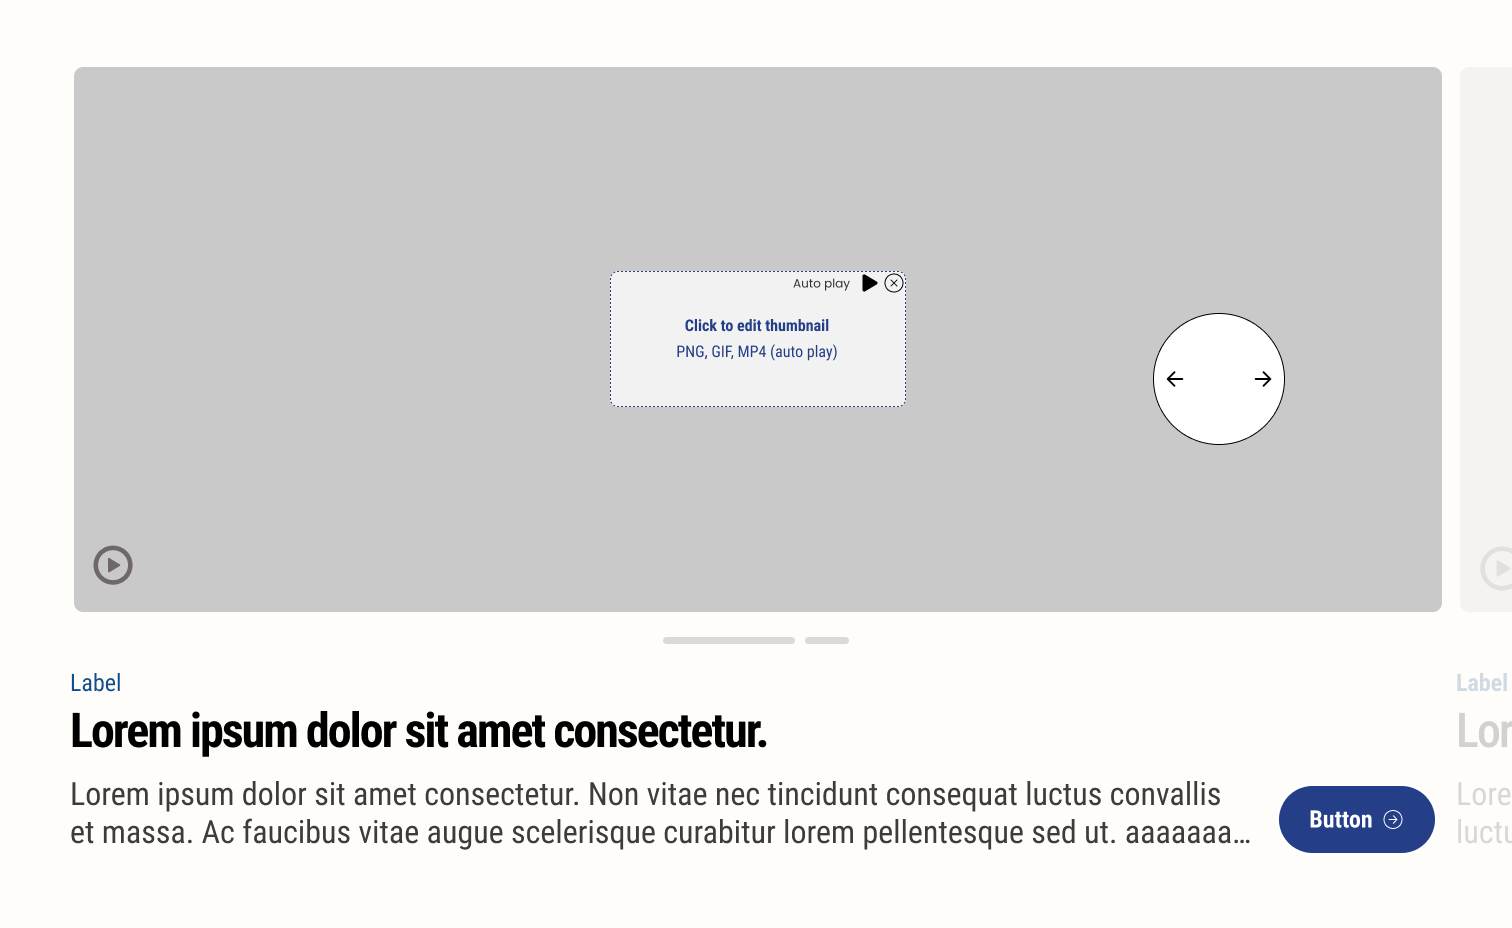 Auto play
Click to edit thumbnail
PNG, GIF, MP4 (auto play)
Label
Lorem ipsum dolor sit amet consectetur.
Lorem ipsum dolor sit amet consectetur. Non vitae nec tincidunt consequat luctus convallis
et massa. Ac faucibus vitae augue scelerisque curabitur lorem pellentesque sed ut. aaaaaaa...
Button
Label
Lor
Lore
luctu